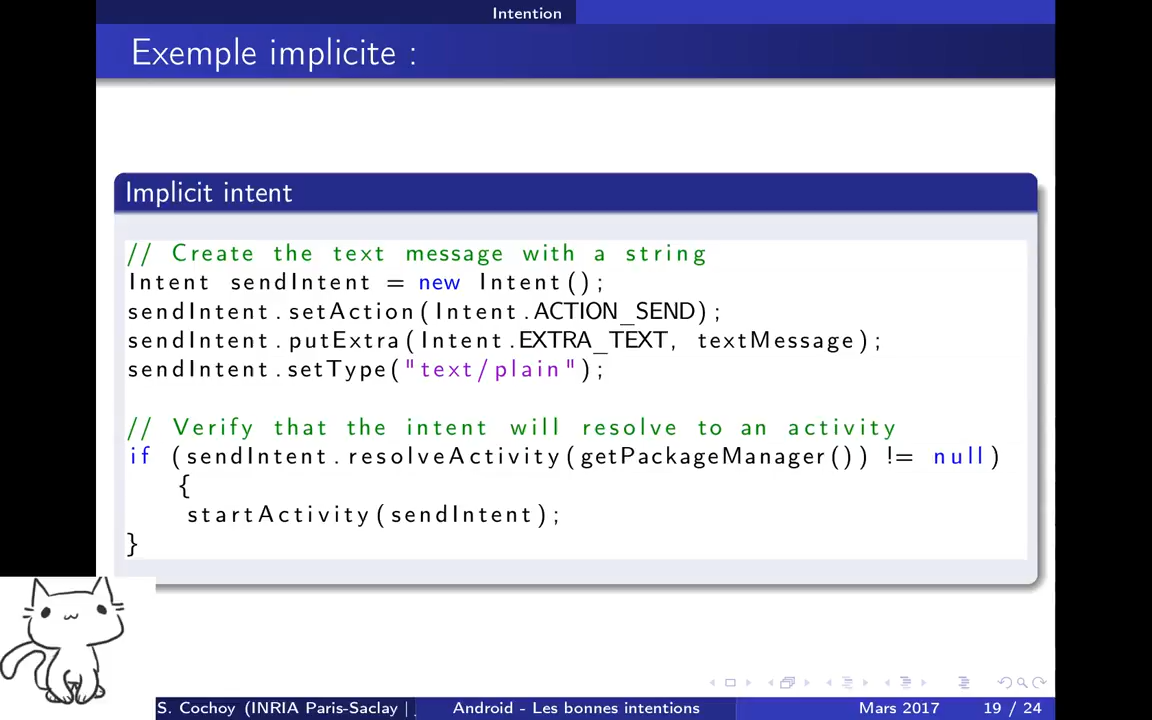 Intention
Exemple implicite :
Implicit intent
// Create the text message with a string
Intent sendIntent = new Intent();
sendIntent.setAction(Intent.ACTION_SEND);
sendIntent.putExtra(Intent.EXTRA_TEXT, textMessage);
sendIntent.setType("text/plain");
// Verify that the intent will resolve to an activity
if (sendIntent.resolveActivity(getPackageManager()) != null)
{
startActivity(sendIntent);
}
S. Cochoy (INRIA Paris-Saclay |
Android - Les bonnes intentions
Mars 2017
19 / 24